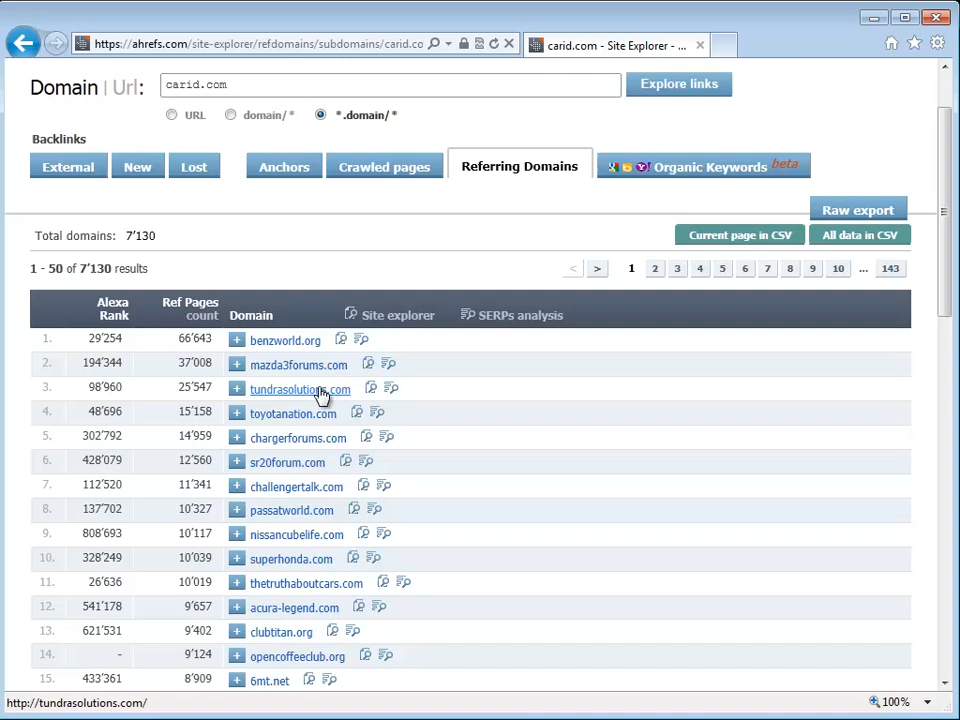 https://ahrefs.com/site-explorer/refdomains/subdomains/carid.co
carid.com - Site Explorer - ...
Domain | Url: carid.com Explore links
URL domain/* *.domain/*
Backlinks
External New Lost Anchors Crawled pages Referring Domains Organic Keywords beta
Raw export
Total domains: 7'130 Current page in CSV All data in CSV
1 - 50 of 7'130 results < > 1 2 3 4 5 6 7 8 9 10 ... 143
Alexa Rank Ref Pages count Domain Site explorer SERPs analysis
1. 29'254 66'643 + benzworld.org
2. 194'344 37'008 + mazda3forums.com
3. 98'960 25'547 + tundrasolutions.com
4. 48'696 15'158 + toyotanation.com
5. 302'792 14'959 + chargerforums.com
6. 428'079 12'560 + sr20forum.com
7. 112'520 11'341 + challengertalk.com
8. 137'702 10'327 + passatworld.com
9. 808'693 10'117 + nissancubelife.com
10. 328'249 10'039 + superhonda.com
11. 26'636 10'019 + thetruthaboutcars.com
12. 541'178 9'657 + acura-legend.com
13. 621'531 9'402 + clubtitan.org
14. - 9'124 + opencoffeeclub.org
15. 433'361 8'909 + 6mt.net
http://tundrasolutions.com/ 100%